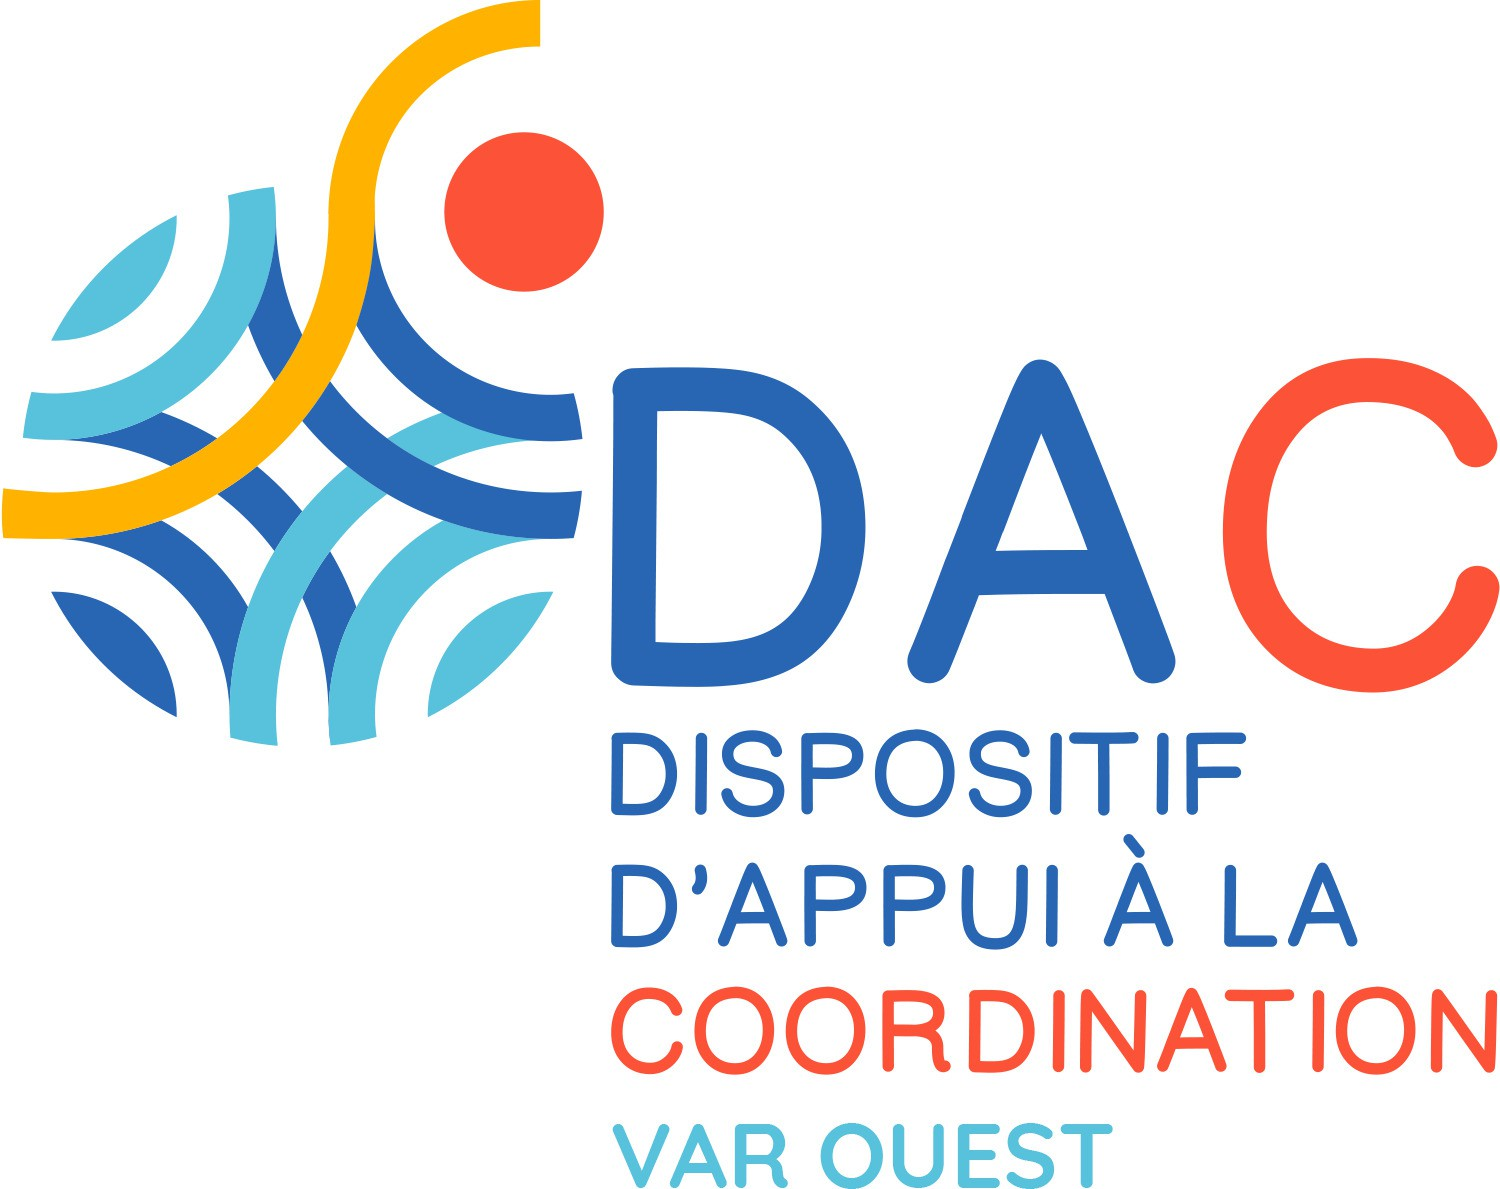 DAC
DISPOSITIF
D’APPUI À LA
COORDINATION
VAR OUEST